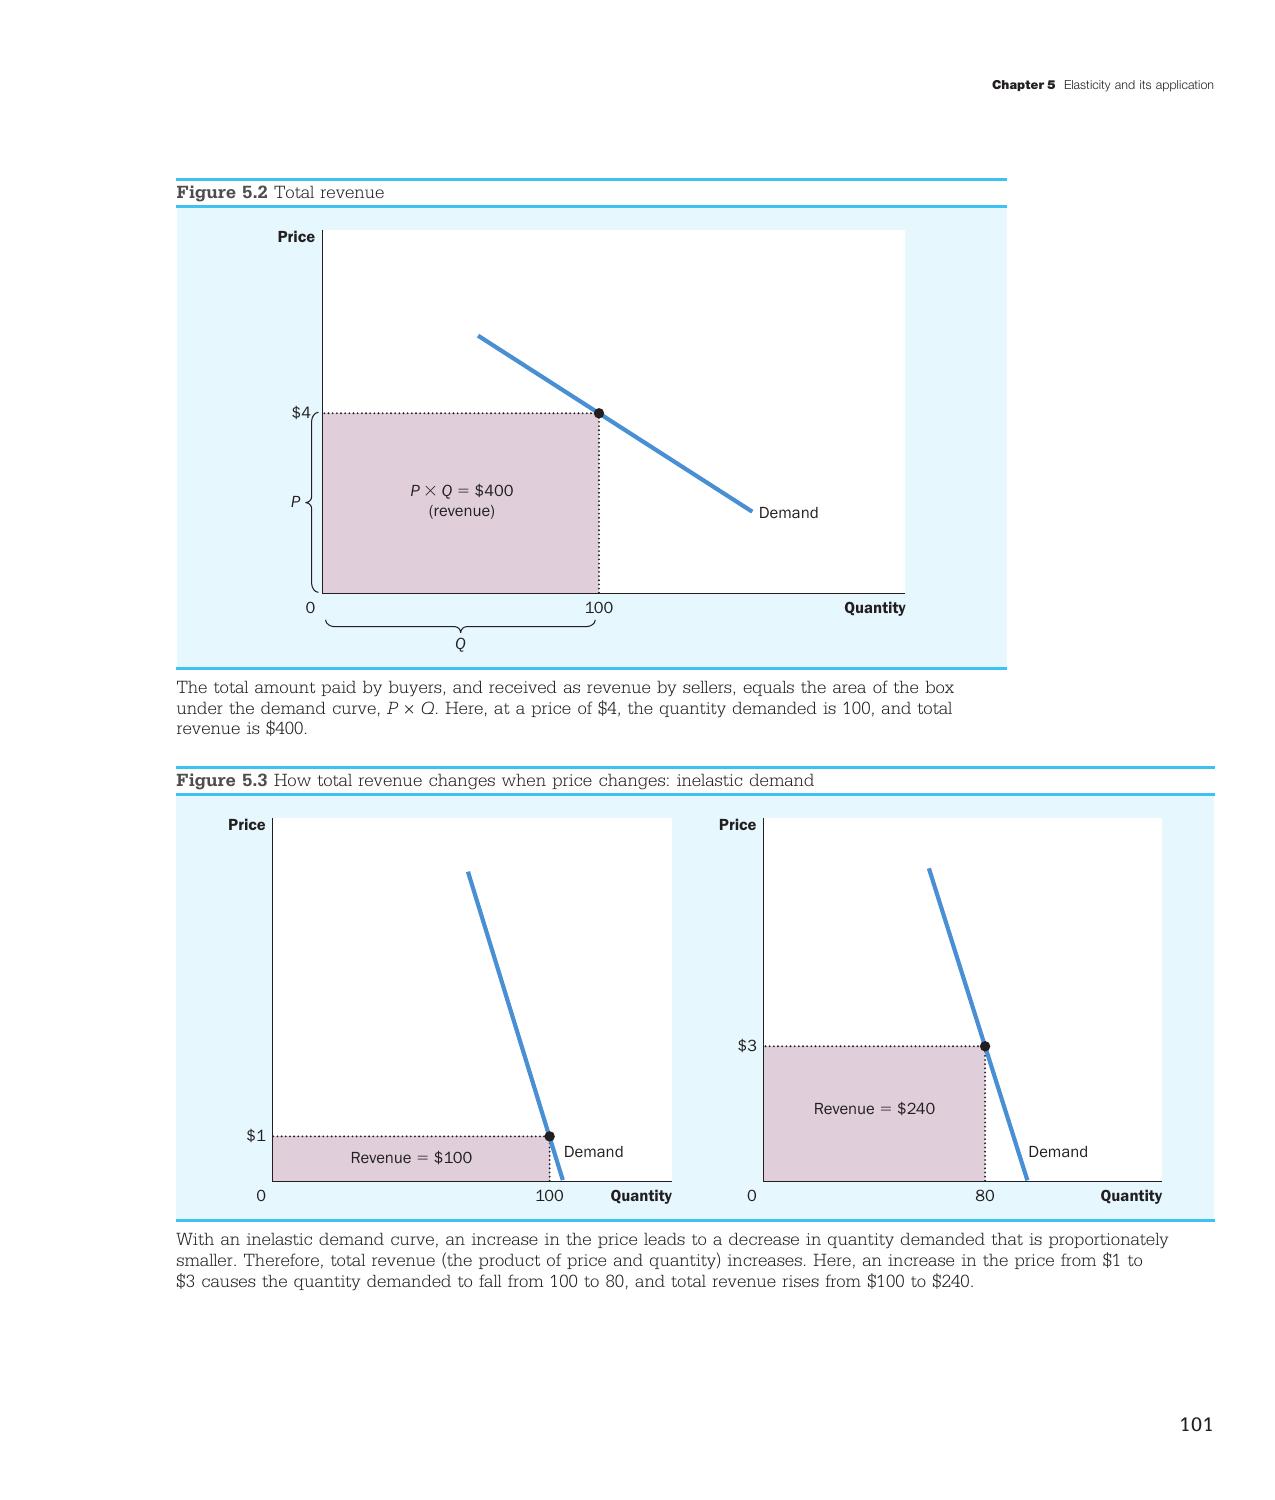 Chapter 5 Elasticity and its application
Figure 5.2 Total revenue
Price
$4
P
P × Q = $400
(revenue)
Demand
0
100
Quantity
Q
The total amount paid by buyers, and received as revenue by sellers, equals the area of the box
under the demand curve, P × Q. Here, at a price of $4, the quantity demanded is 100, and total
revenue is $400.
Figure 5.3 How total revenue changes when price changes: inelastic demand
Price
$1
Revenue = $100
Demand
0
100
Quantity
Price
$3
Revenue = $240
Demand
0
80
Quantity
With an inelastic demand curve, an increase in the price leads to a decrease in quantity demanded that is proportionately
smaller. Therefore, total revenue (the product of price and quantity) increases. Here, an increase in the price from $1 to
$3 causes the quantity demanded to fall from 100 to 80, and total revenue rises from $100 to $240.
101